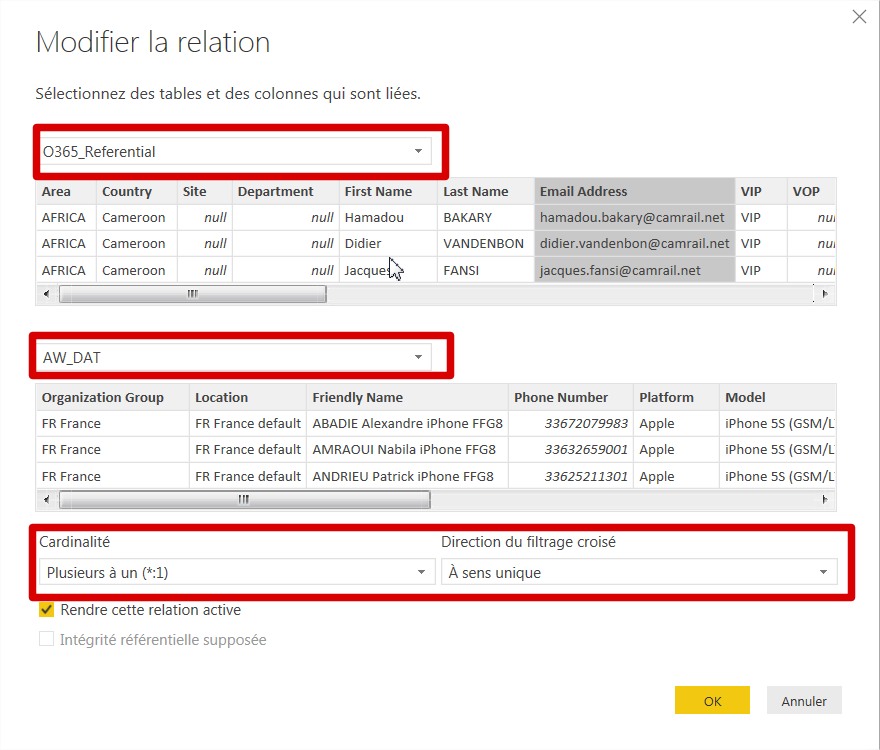 Modifier la relation
Sélectionnez des tables et des colonnes qui sont liées.
O365_Referential
Area Country Site Department First Name Last Name Email Address VIP VOP
AFRICA Cameroon null null Hamadou BAKARY hamadou.bakary@camrail.net VIP nu
AFRICA Cameroon null null Didier VANDENBON didier.vandenbon@camrail.net VIP nu
AFRICA Cameroon null null Jacques FANSI jacques.fansi@camrail.net VIP nu
AW_DAT
Organization Group Location Friendly Name Phone Number Platform Model
FR France FR France default ABADIE Alexandre iPhone FFG8 33672079983 Apple iPhone 5S (GSM/L
FR France FR France default AMRAOUI Nabila iPhone FFG8 33632659001 Apple iPhone 5S (GSM/L
FR France FR France default ANDRIEU Patrick iPhone FFG8 33625211301 Apple iPhone 5S (GSM/L
Cardinalité Direction du filtrage croisé
Plusieurs à un (*:1) À sens unique
Rendre cette relation active
Intégrité référentielle supposée
OK Annuler